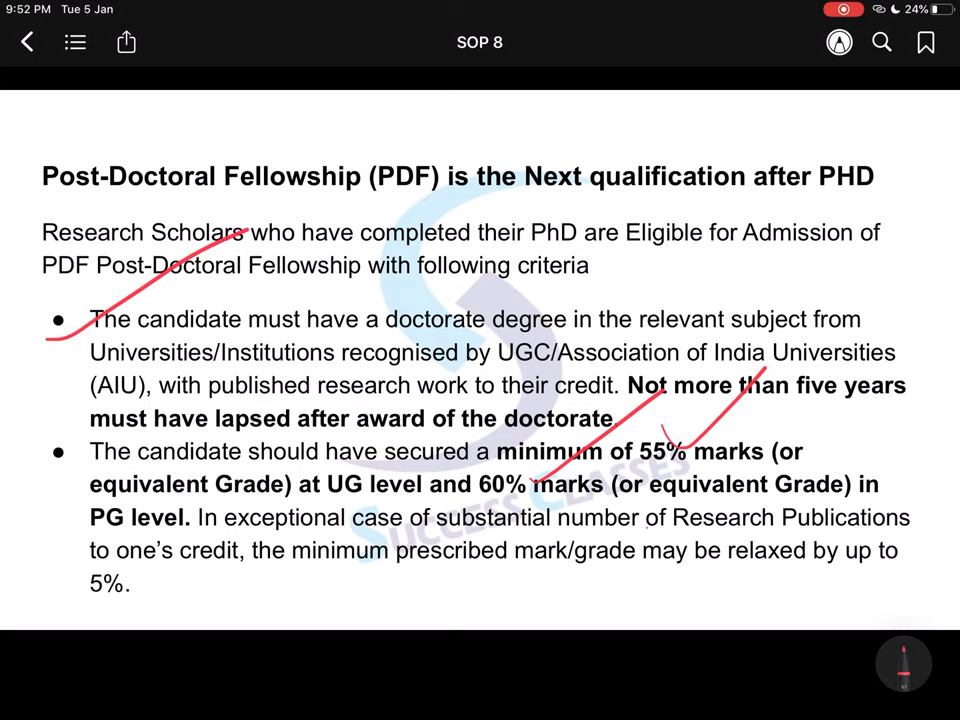 9:52 PM Tue 5 Jan
24%
SOP 8
Post-Doctoral Fellowship (PDF) is the Next qualification after PHD
Research Scholars who have completed their PhD are Eligible for Admission of
PDF Post-Doctoral Fellowship with following criteria
● The candidate must have a doctorate degree in the relevant subject from
Universities/Institutions recognised by UGC/Association of India Universities
(AIU), with published research work to their credit. Not more than five years
must have lapsed after award of the doctorate.
● The candidate should have secured a minimum of 55% marks (or
equivalent Grade) at UG level and 60% marks (or equivalent Grade) in
PG level. In exceptional case of substantial number of Research Publications
to one's credit, the minimum prescribed mark/grade may be relaxed by up to
5%.
SUCCESS CLASSES